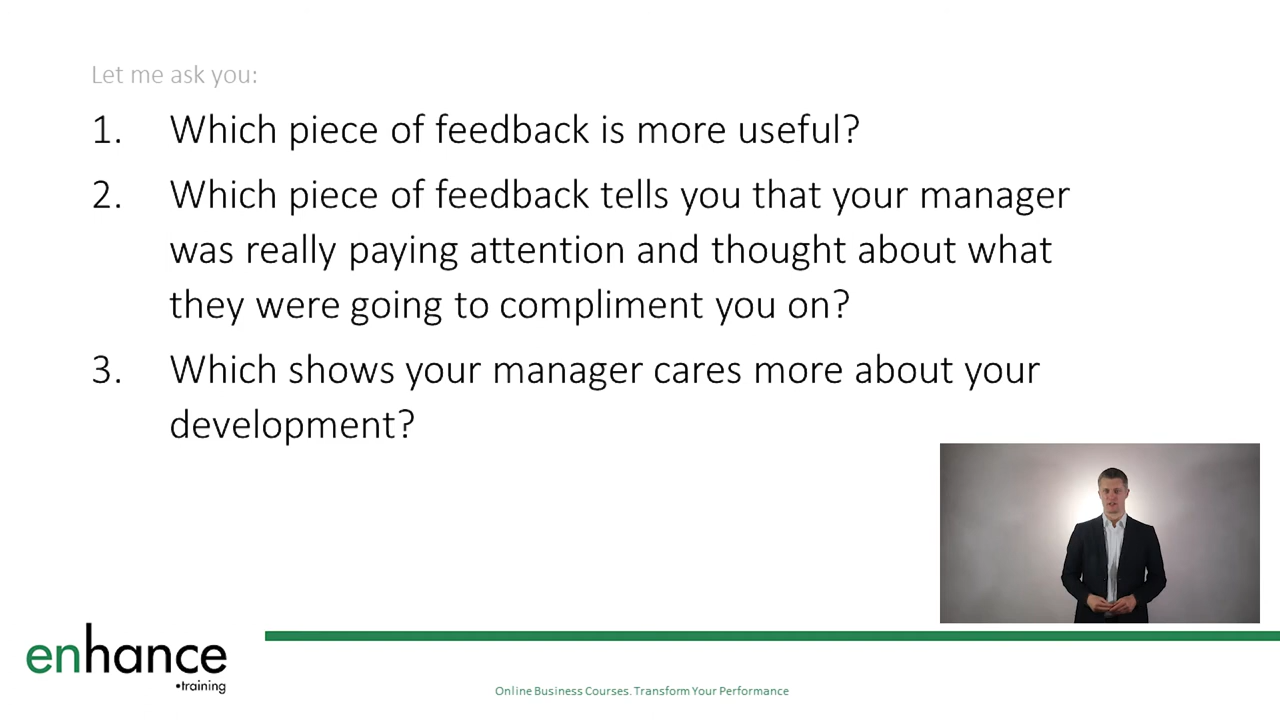 Let me ask you:
1. Which piece of feedback is more useful?
2. Which piece of feedback tells you that your manager
was really paying attention and thought about what
they were going to compliment you on?
3. Which shows your manager cares more about your
development?
enhance
•training
Online Business Courses. Transform Your Performance